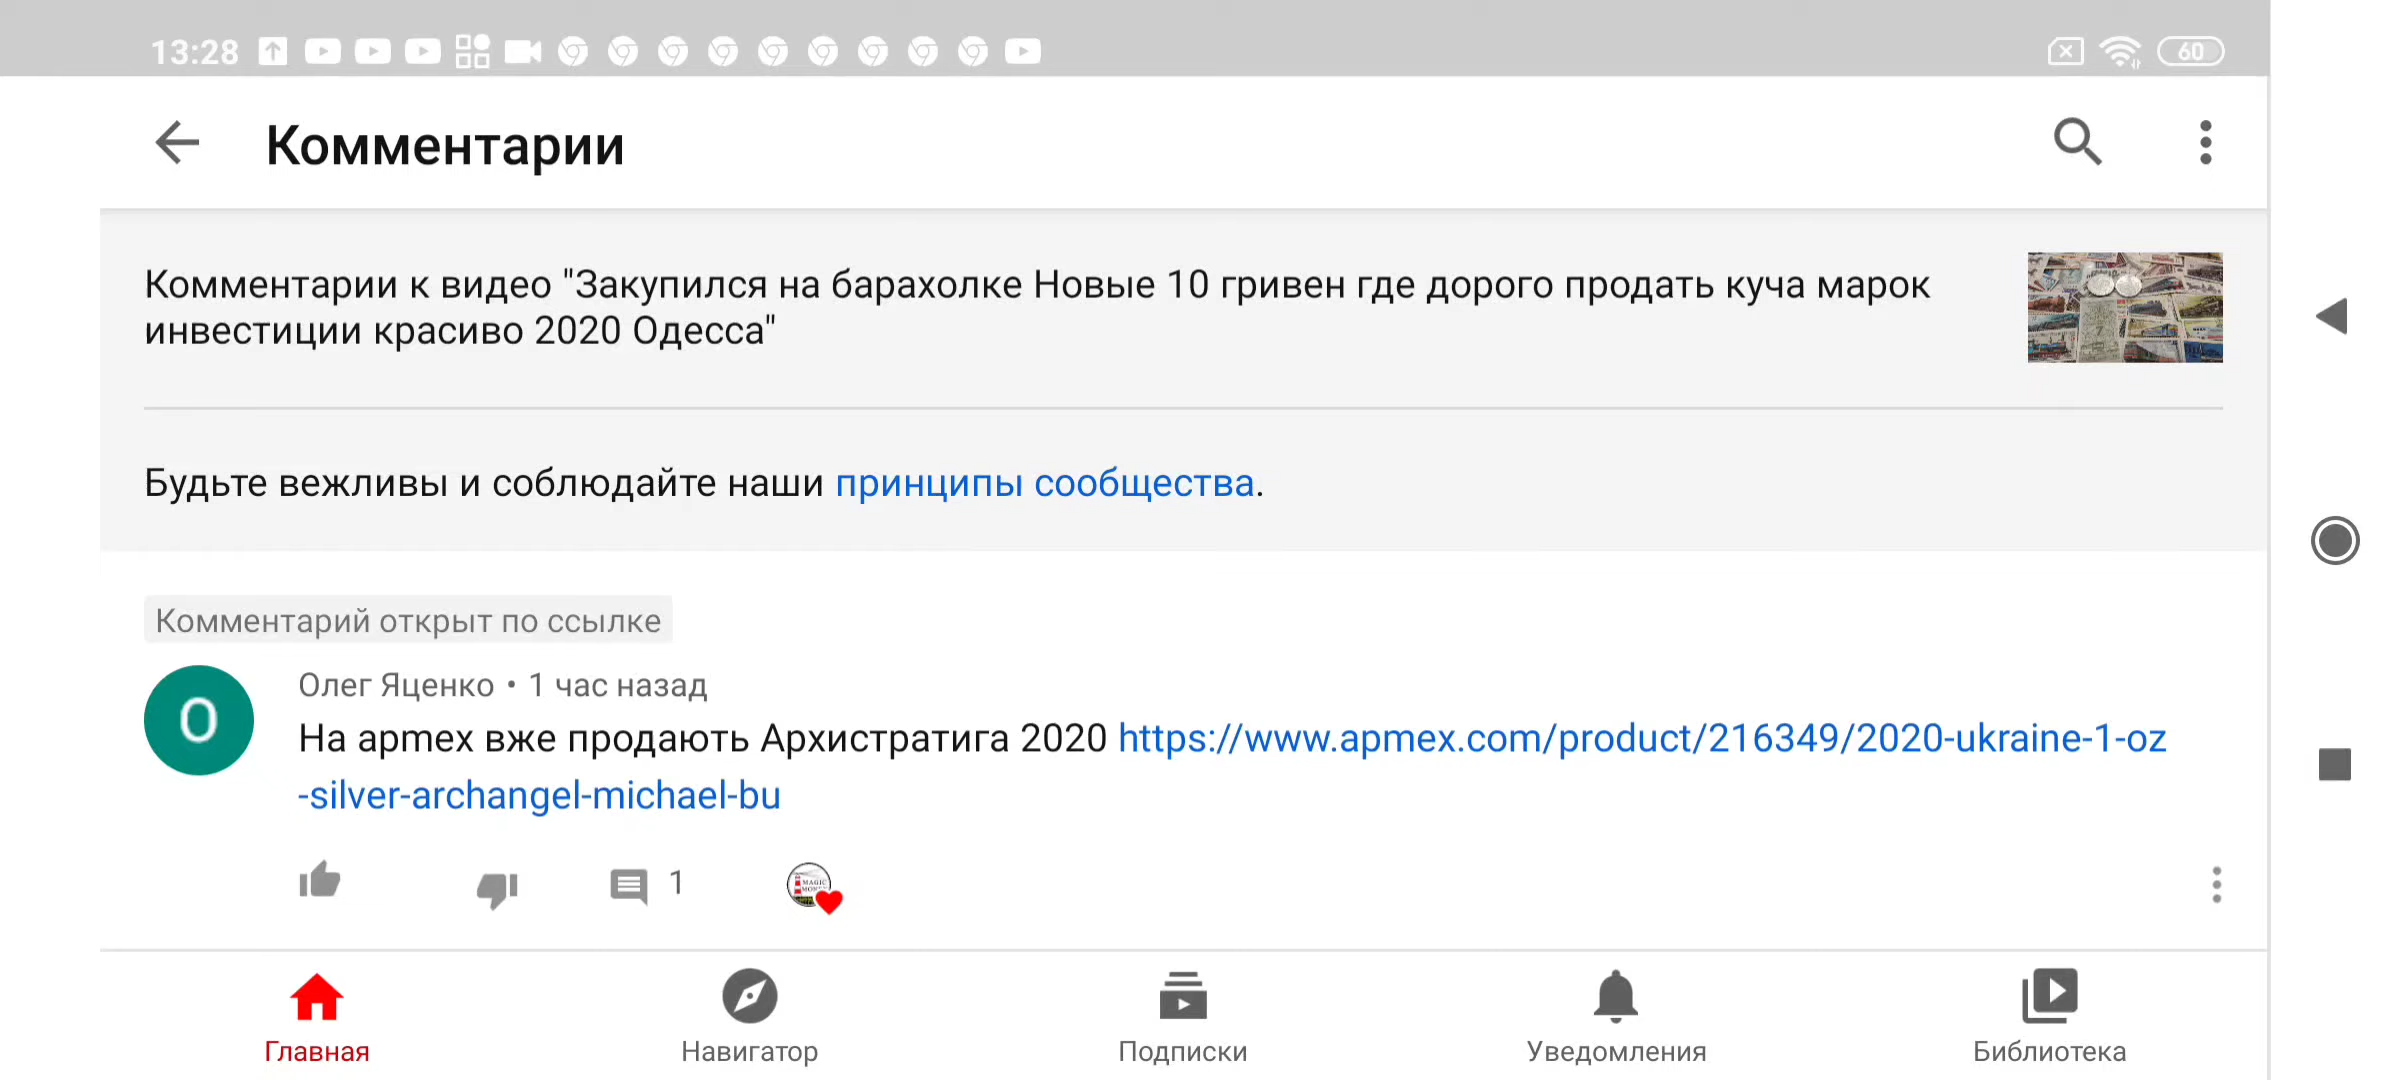 13:28
60
Комментарии
Комментарии к видео "Закупился на барахолке Новые 10 гривен где дорого продать куча марок
инвестиции красиво 2020 Одесса"
Будьте вежливы и соблюдайте наши принципы сообщества.
Комментарий открыт по ссылке
О
Олег Яценко • 1 час назад
На apmex вже продають Архистратига 2020 https://www.apmex.com/product/216349/2020-ukraine-1-oz
-silver-archangel-michael-bu
1
MAGIC
Главная
Навигатор
Подписки
Уведомления
Библиотека